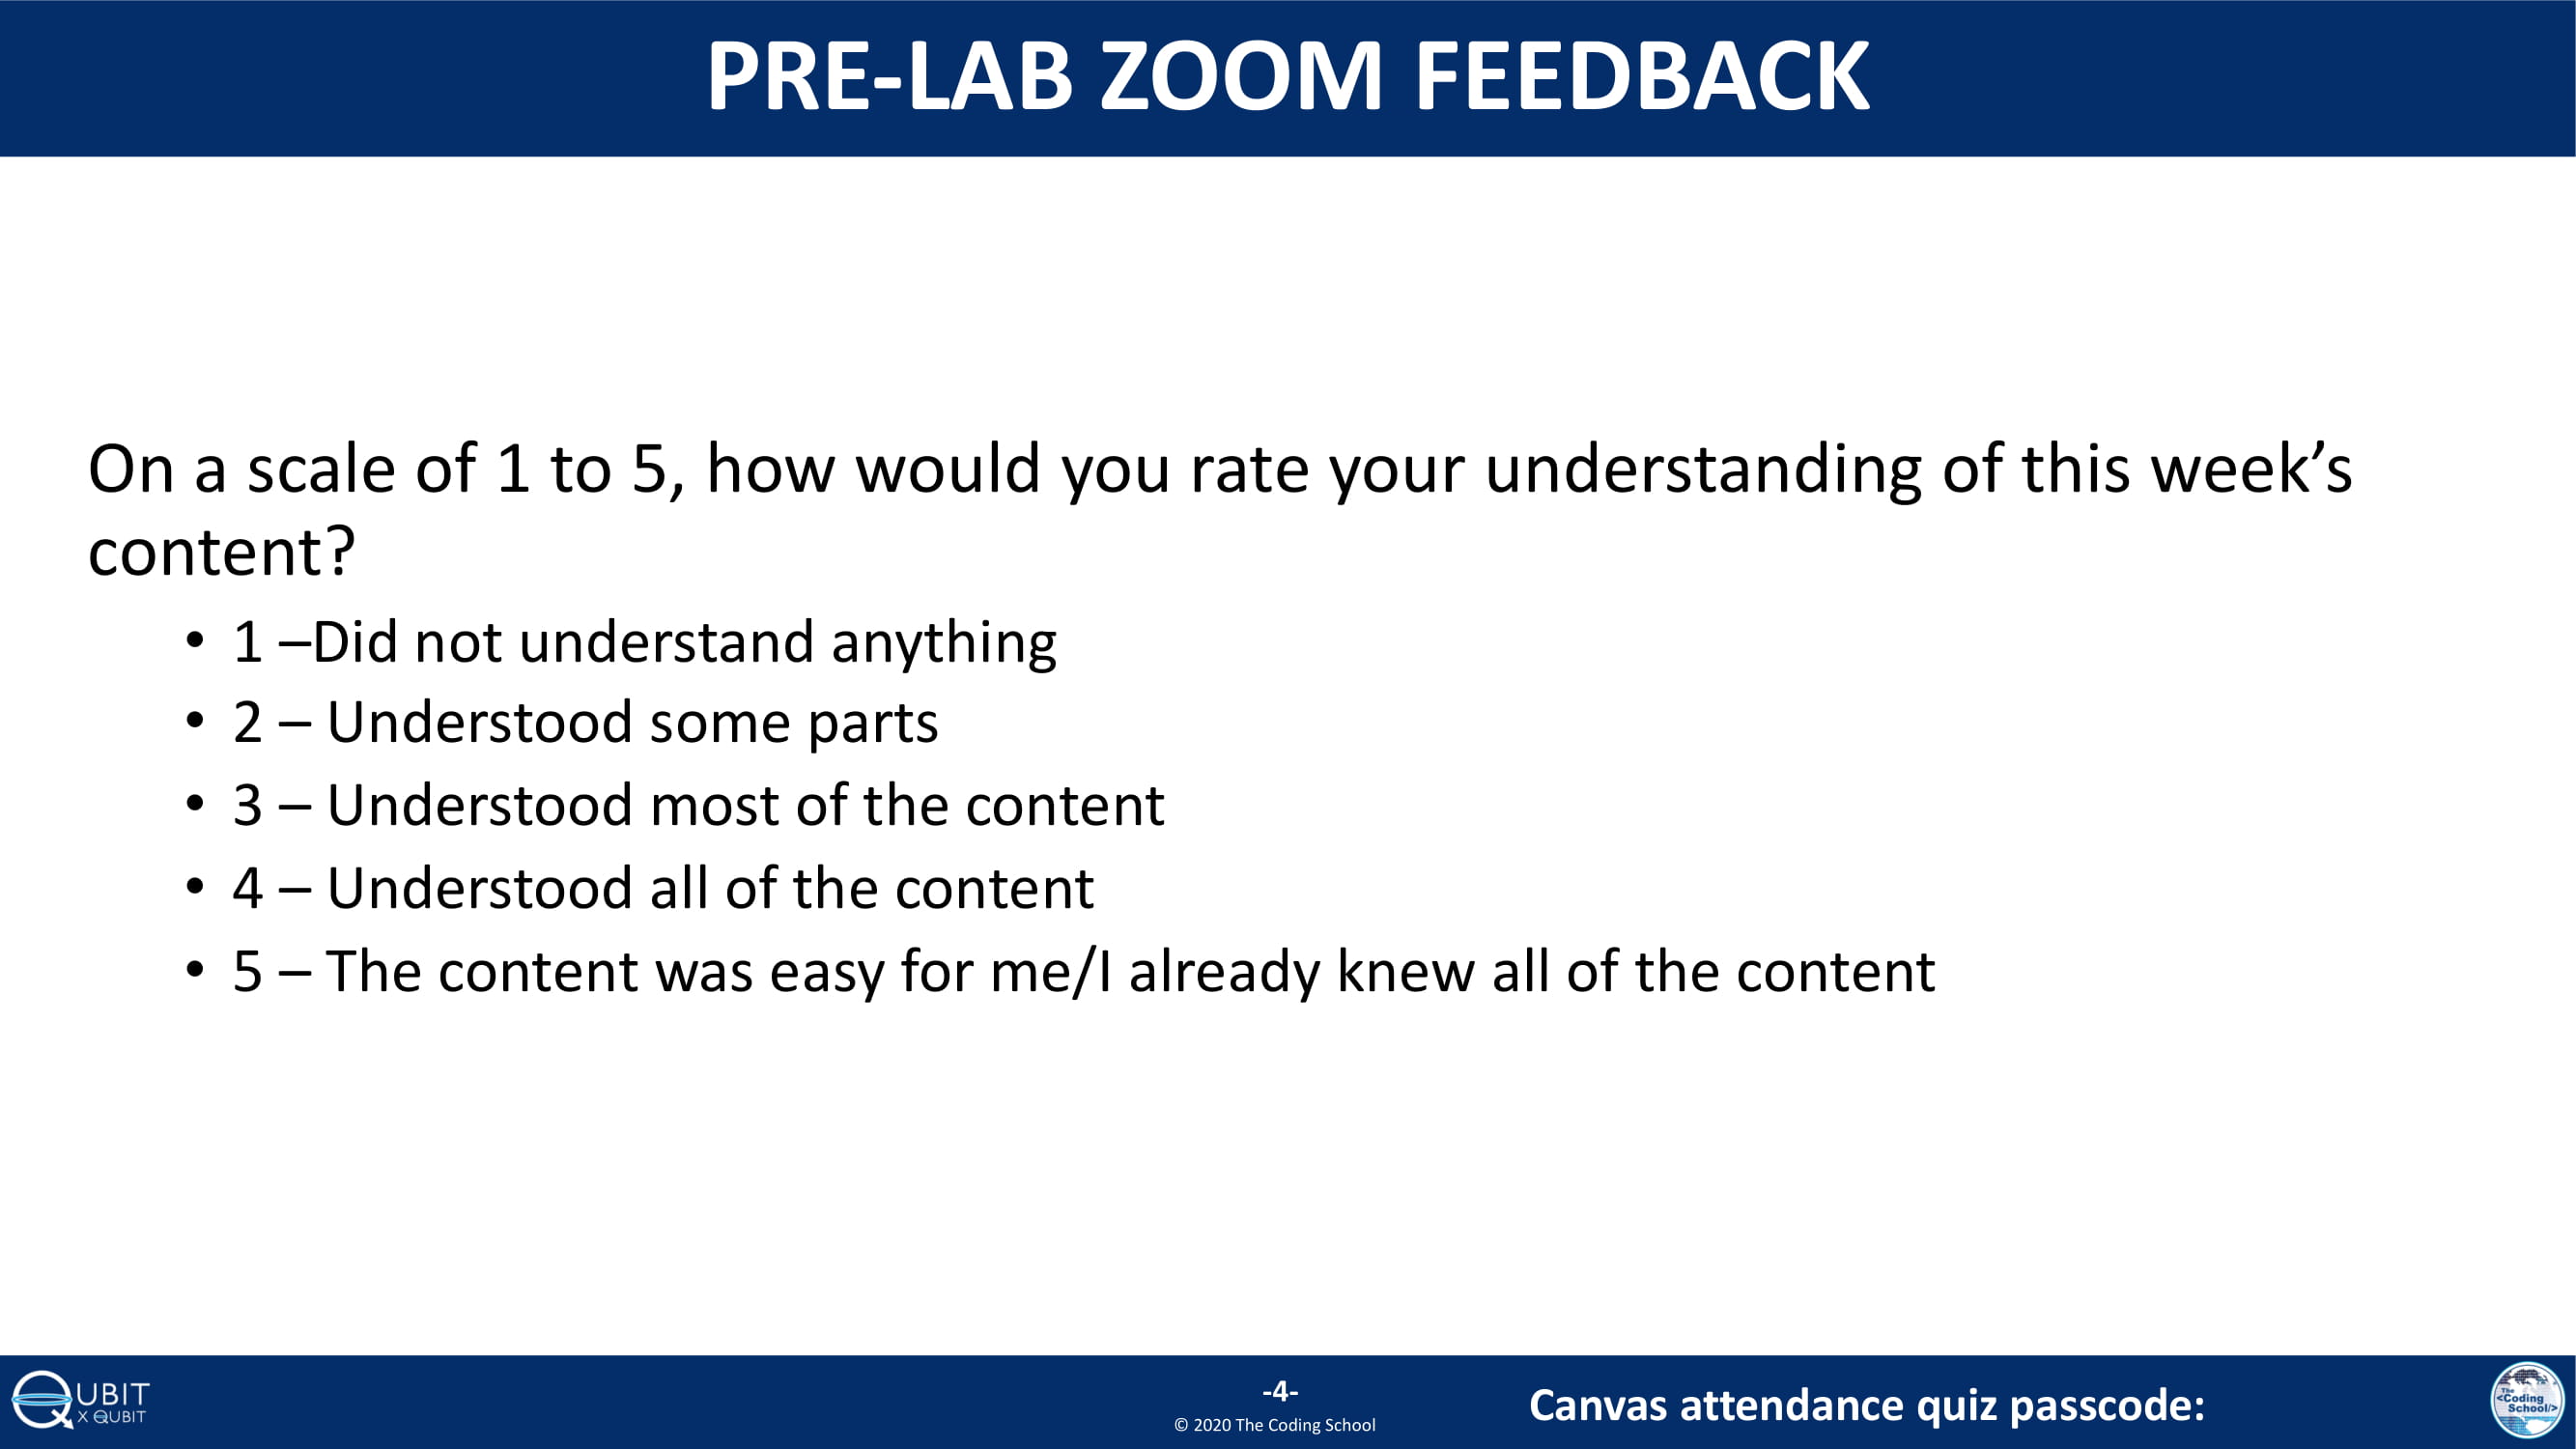 PRE-LAB ZOOM FEEDBACK
On a scale of 1 to 5, how would you rate your understanding of this week’s
content?
• 1 –Did not understand anything
• 2 – Understood some parts
• 3 – Understood most of the content
• 4 – Understood all of the content
• 5 – The content was easy for me/I already knew all of the content
QUBIT
X QUBIT
-4-
© 2020 The Coding School
Canvas attendance quiz passcode:
The
<Coding
School/>